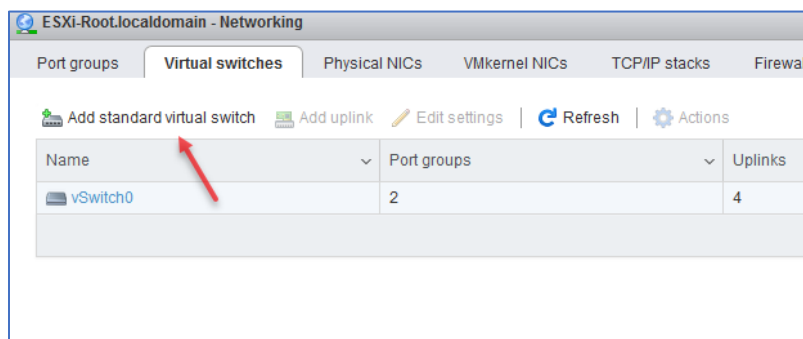 ESXi-Root.localdomain - Networking
Port groups Virtual switches Physical NICs VMkernel NICs TCP/IP stacks
Add standard virtual switch Add uplink Edit settings Refresh Actions
Name Port groups Uplinks
vSwitch0 2 4